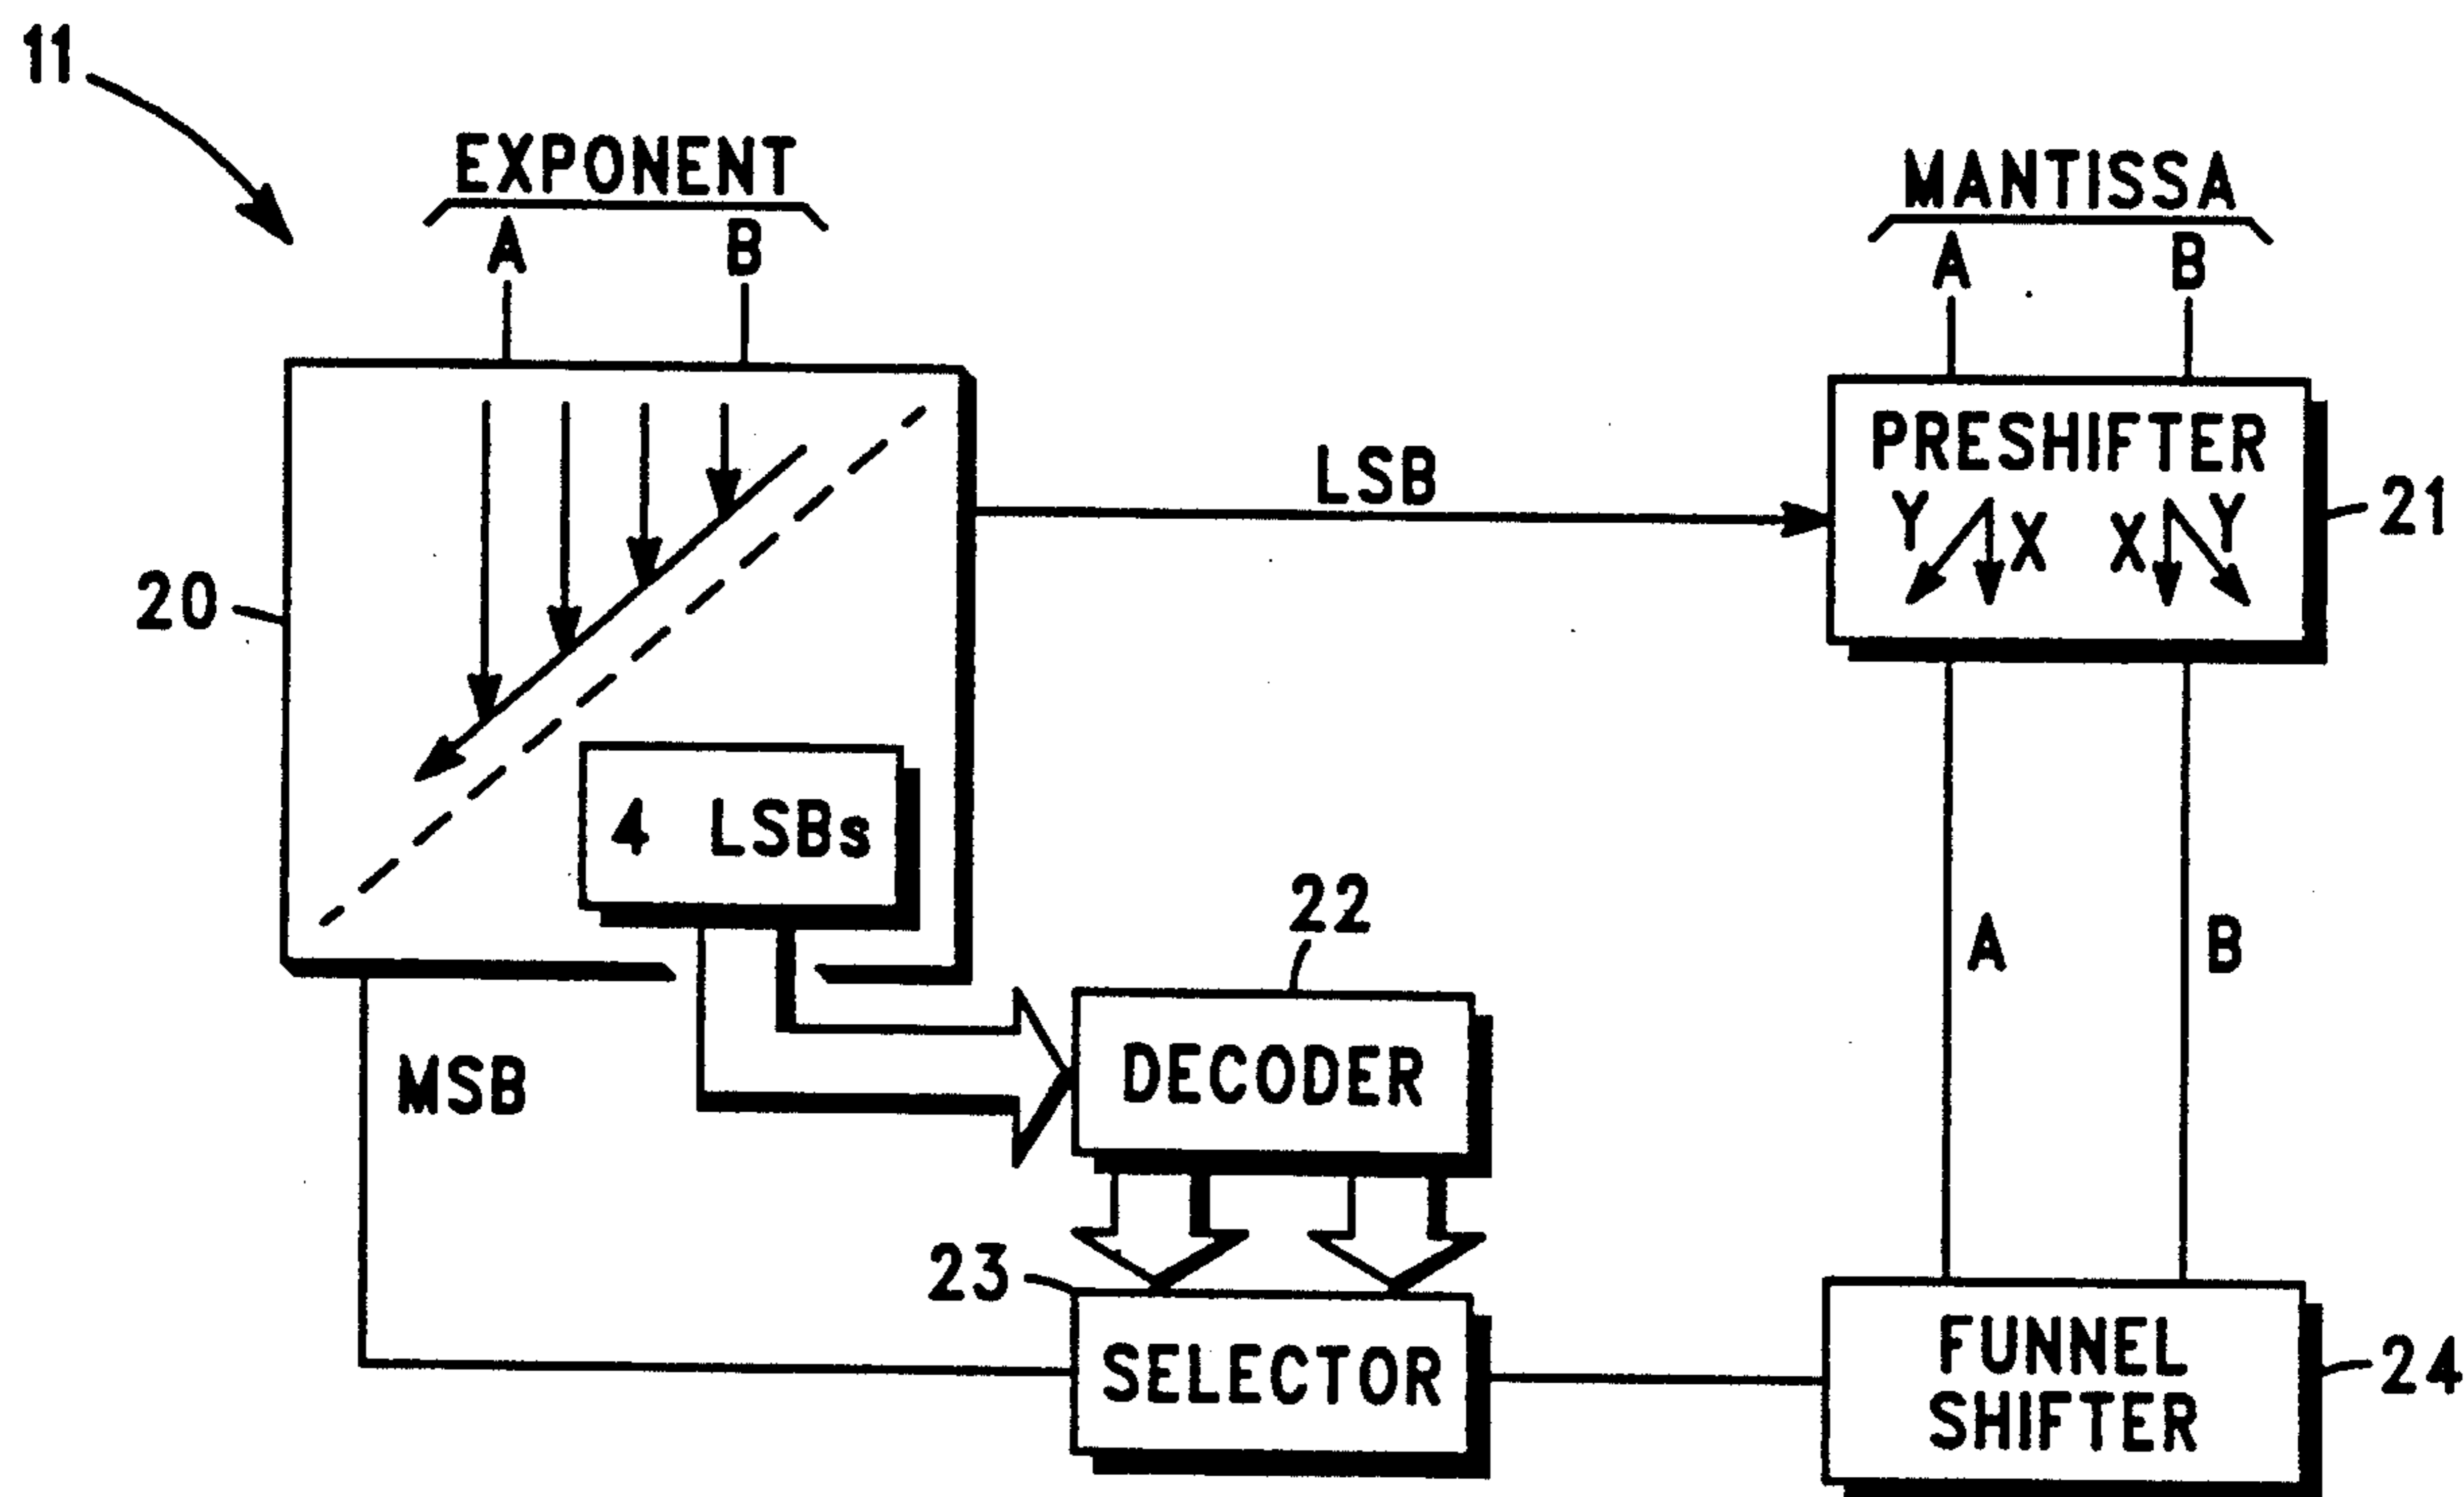 11
EXPONENT
A B
MANTISSA
A B
PRESHIFTER
Y X X Y
21
LSB
20
4 LSBs
22
A
B
DECODER
MSB
23
SELECTOR
FUNNEL
SHIFTER
24